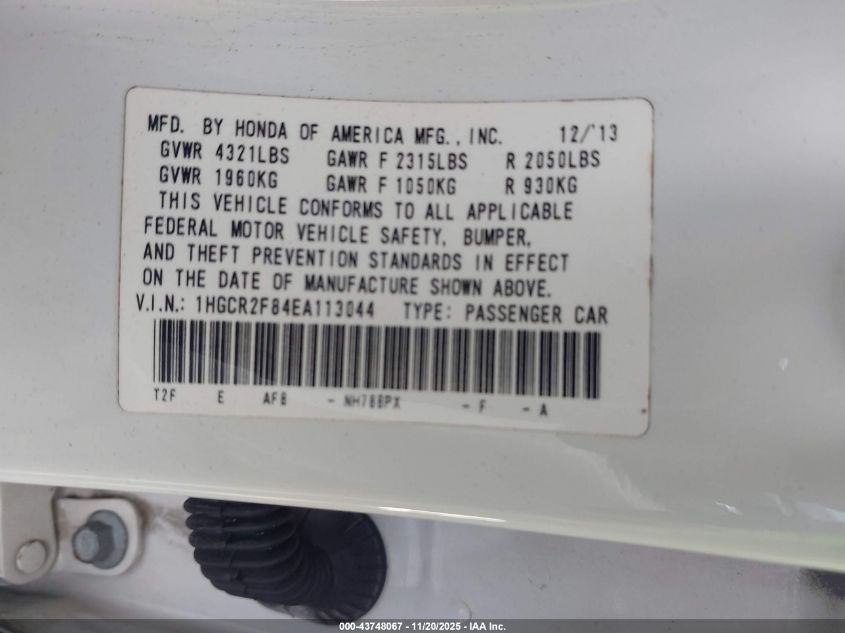 MFD. BY HONDA OF AMERICA MFG., INC. 12/'13
GVWR 4321LBS GAWR F 2315LBS R 2050LBS
GVWR 1960KG GAWR F 1050KG R 930KG
THIS VEHICLE CONFORMS TO ALL APPLICABLE
FEDERAL MOTOR VEHICLE SAFETY, BUMPER,
AND THEFT PREVENTION STANDARDS IN EFFECT
ON THE DATE OF MANUFACTURE SHOWN ABOVE.
V.I.N.: 1HGCR2F84EA113044 TYPE: PASSENGER CAR
T2F E AF8 - NH788PX - F - A
000-43748067 - 11/20/2025 - IAA Inc.